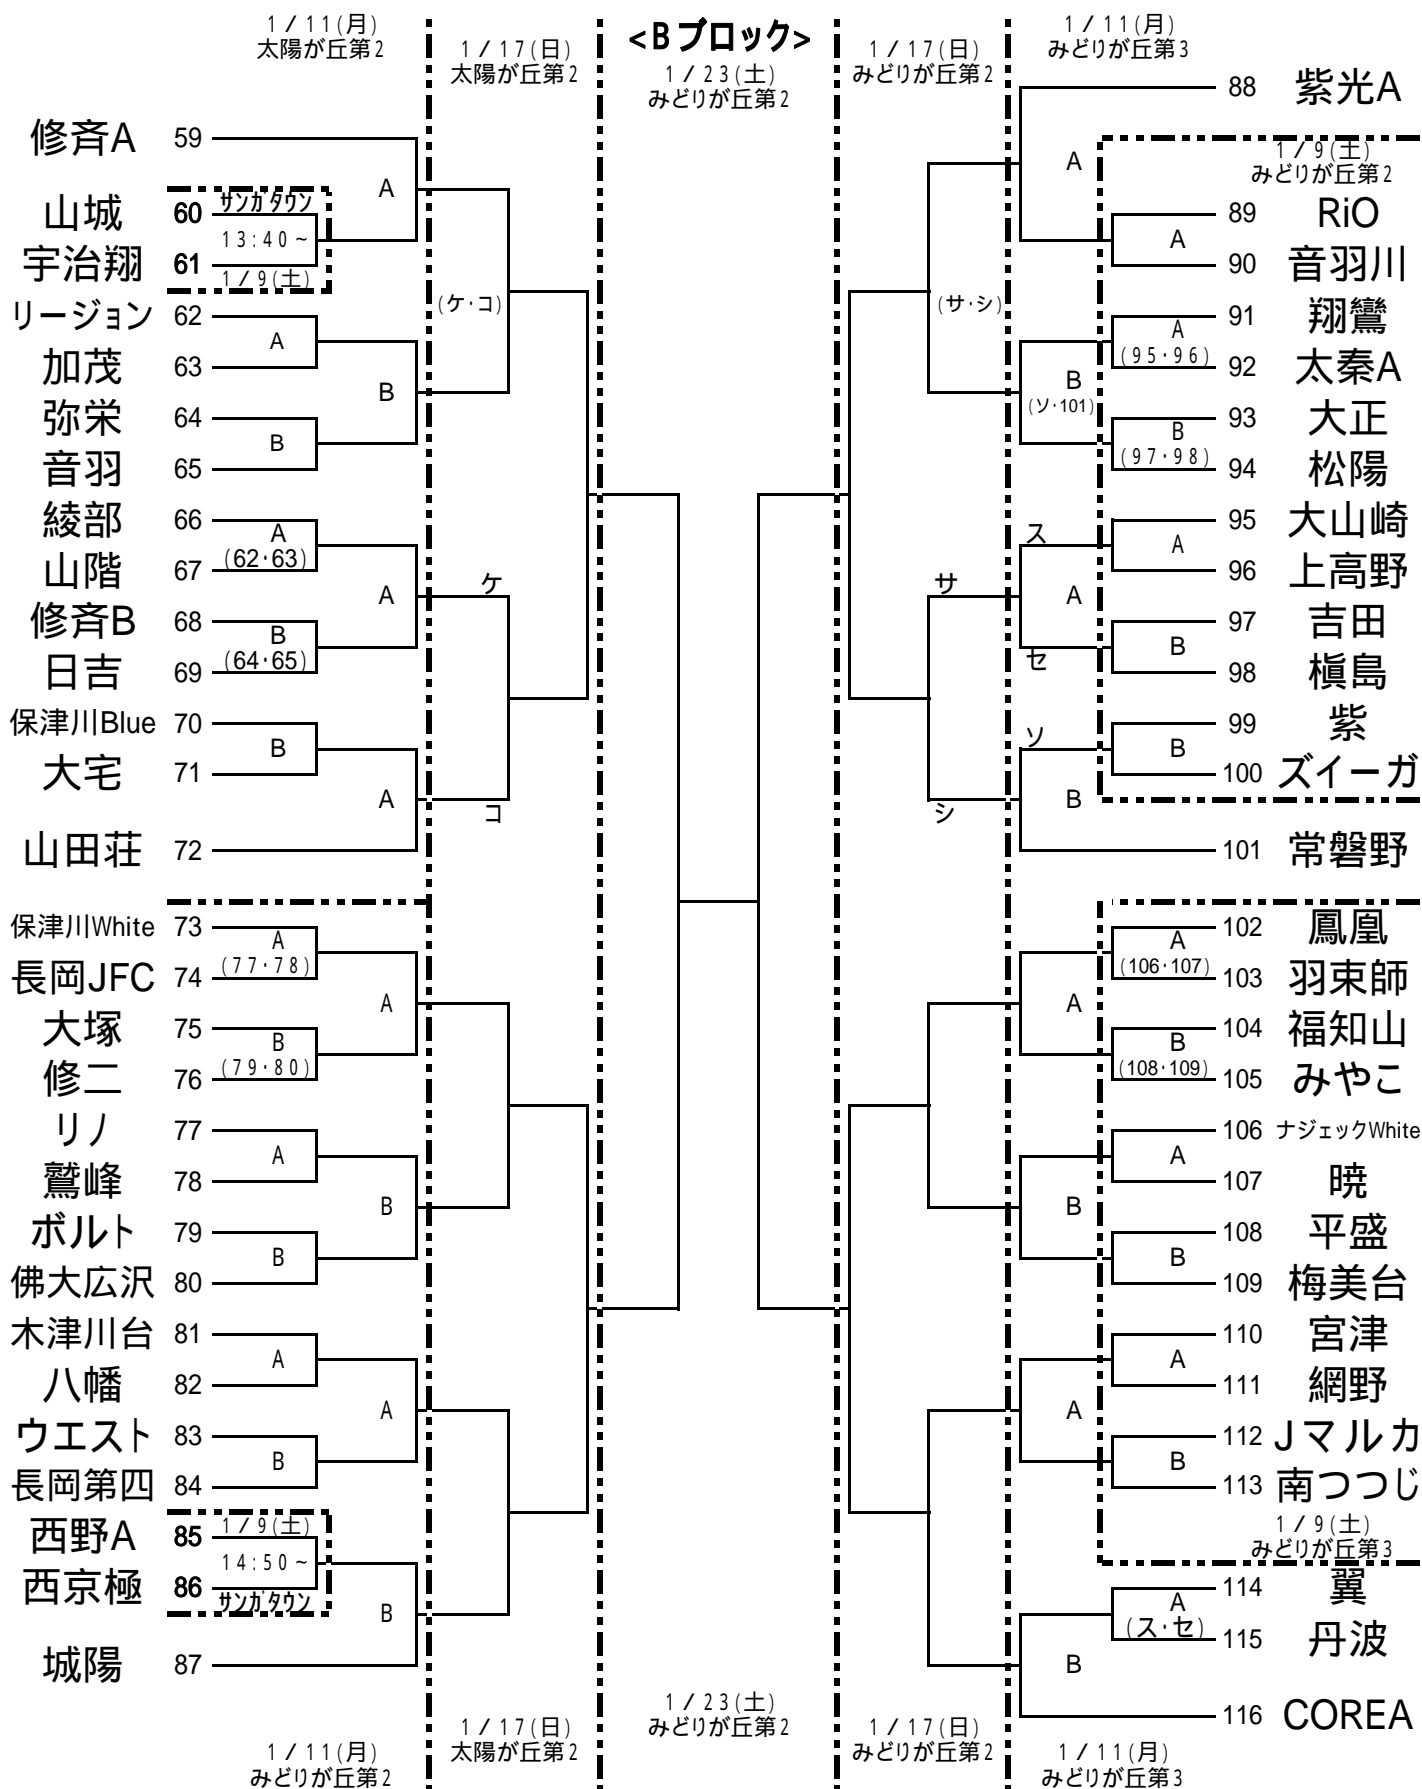 1/11(月)
太陽が丘第2
1/17(日)
太陽が丘第2
<Bブロック>
1/23(土)
みどりが丘第2
1/17(日)
みどりが丘第2
1/11(月)
みどりが丘第3
修斉A 59
A
山城 60 サンガタウン
13:40~
宇治翔 61 1/9(土)
リージョン 62
A
加茂 63
B
弥栄 64
B
音羽 65
(ケ・コ)
綾部 66
A
(62・63)
山階 67
A
ケ
修斉B 68
B
(64・65)
日吉 69
保津川Blue 70
B
大宅 71
A
コ
山田荘 72
保津川White 73
A
(77・78)
長岡JFC 74
A
大塚 75
B
(79・80)
修二 76
リノ 77
A
鷲峰 78
B
ボルト 79
B
佛大広沢 80
木津川台 81
A
八幡 82
A
ウエスト 83
B
長岡第四 84
西野A 85 1/9(土)
14:50~
西京極 86 サンガタウン
B
城陽 87
88 紫光A
A
1/9(土)
みどりが丘第2
89 RiO
A
90 音羽川
(サ・シ)
91 翔鸞
A
(95・96)
92 太秦A
B
(ソ・101)
93 大正
B
(97・98)
94 松陽
95 大山崎
ス
A
96 上高野
サ
A
97 吉田
B
セ
98 槇島
99 紫
ソ
B
100 ズイーガ
シ
B
101 常磐野
102 鳳凰
A
(106・107)
103 羽束師
A
104 福知山
B
(108・109)
105 みやこ
106 ナジェックWhite
A
107 暁
B
108 平盛
B
109 梅美台
110 宮津
A
111 網野
A
112 Jマルカ
B
113 南つつじ
1/9(土)
みどりが丘第3
114 翼
A
(ス・セ)
115 丹波
B
116 COREA
1/11(月)
みどりが丘第2
1/17(日)
太陽が丘第2
1/23(土)
みどりが丘第2
1/17(日)
みどりが丘第2
1/11(月)
みどりが丘第3